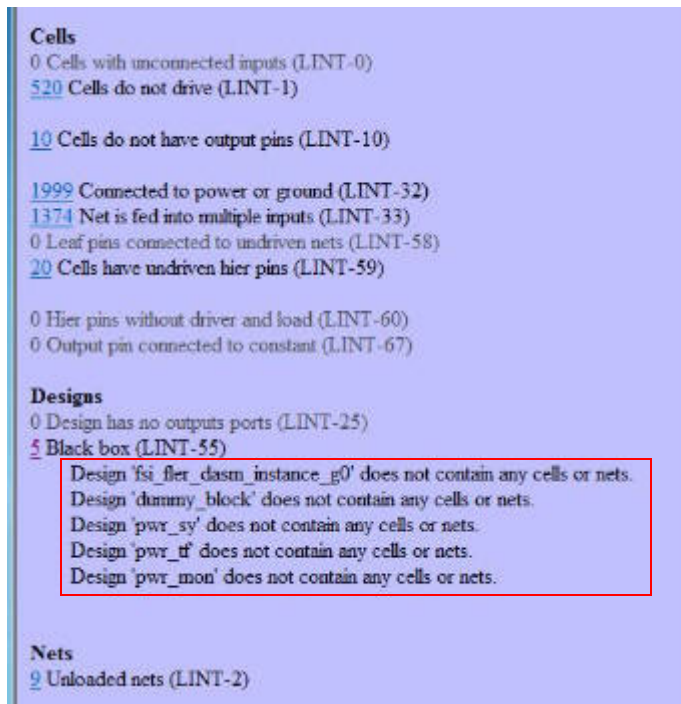 Cells
0 Cells with unconnected inputs (LINT-0)
520 Cells do not drive (LINT-1)
10 Cells do not have output pins (LINT-10)
1999 Connected to power or ground (LINT-32)
1374 Net is fed into multiple inputs (LINT-33)
0 Leaf pins connected to undriven nets (LINT-58)
20 Cells have undriven hier pins (LINT-59)
0 Hier pins without driver and load (LINT-60)
0 Output pin connected to constant (LINT-67)
Designs
0 Design has no outputs ports (LINT-25)
5 Black box (LINT-55)
Design 'fsi_fler_dasm_instance_g0' does not contain any cells or nets.
Design 'dummy_block' does not contain any cells or nets.
Design 'pwr_sy' does not contain any cells or nets.
Design 'pwr_tf' does not contain any cells or nets.
Design 'pwr_mon' does not contain any cells or nets.
Nets
9 Unloaded nets (LINT-2)